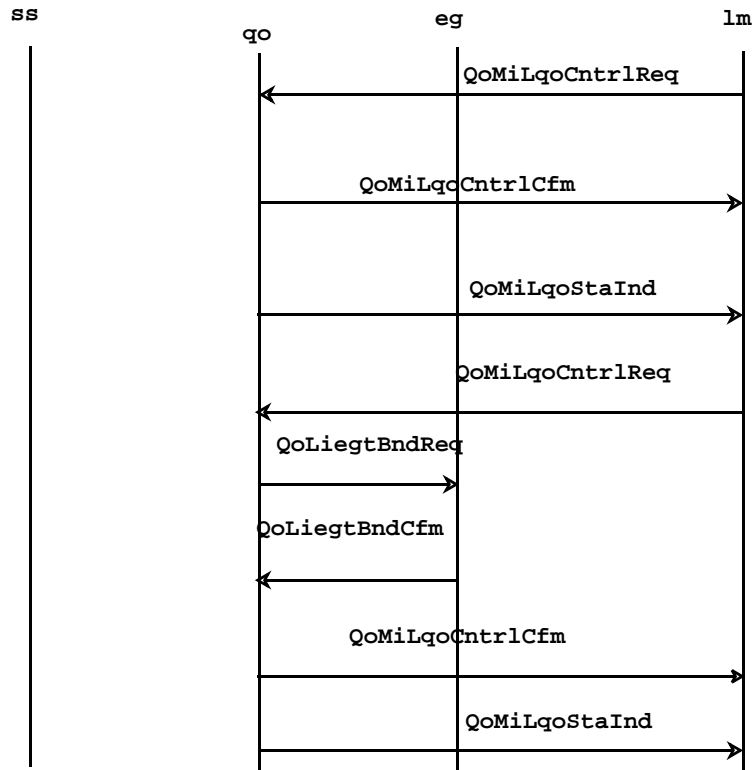 ss
qo
eg
lm
QoMiLqoCntrlReq
QoMiLqoCntrlCfm
QoMiLqoStaInd
QoMiLqoCntrlReq
QoLiegtBndReq
QoLiegtBndCfm
QoMiLqoCntrlCfm
QoMiLqoStaInd